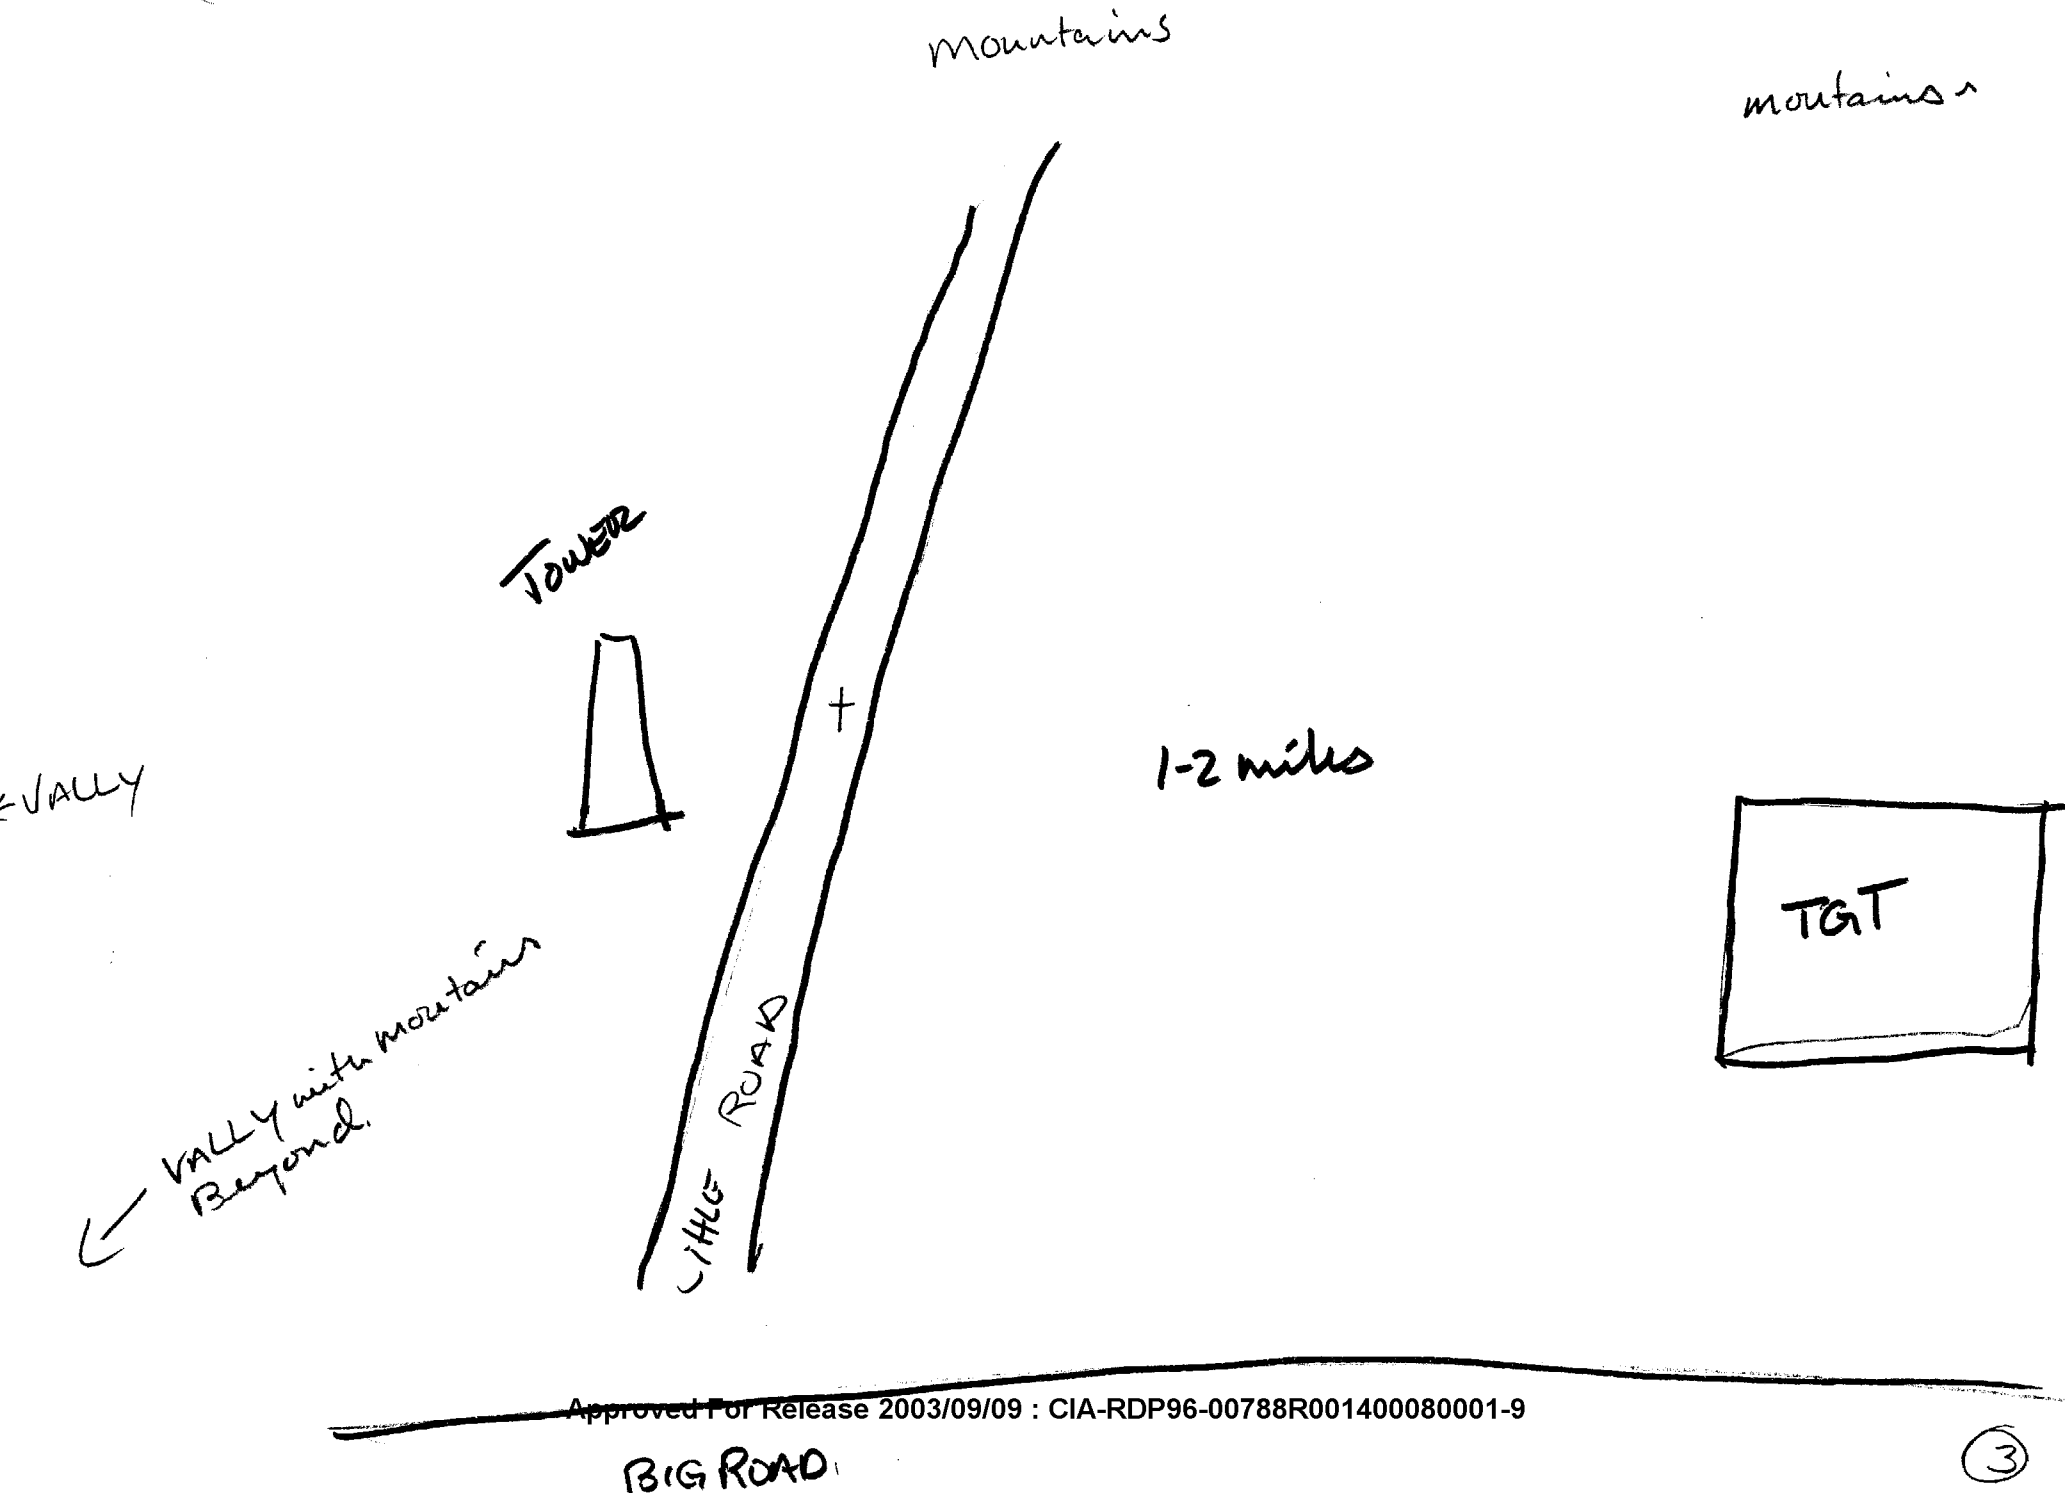 Mountains
moutains
TOWER
+
1-2 miles
← VALLY
TGT
VALLY with moutains
Beyond.
LITTLE ROAD
Approved For Release 2003/09/09 : CIA-RDP96-00788R001400080001-9
BIG ROAD
3